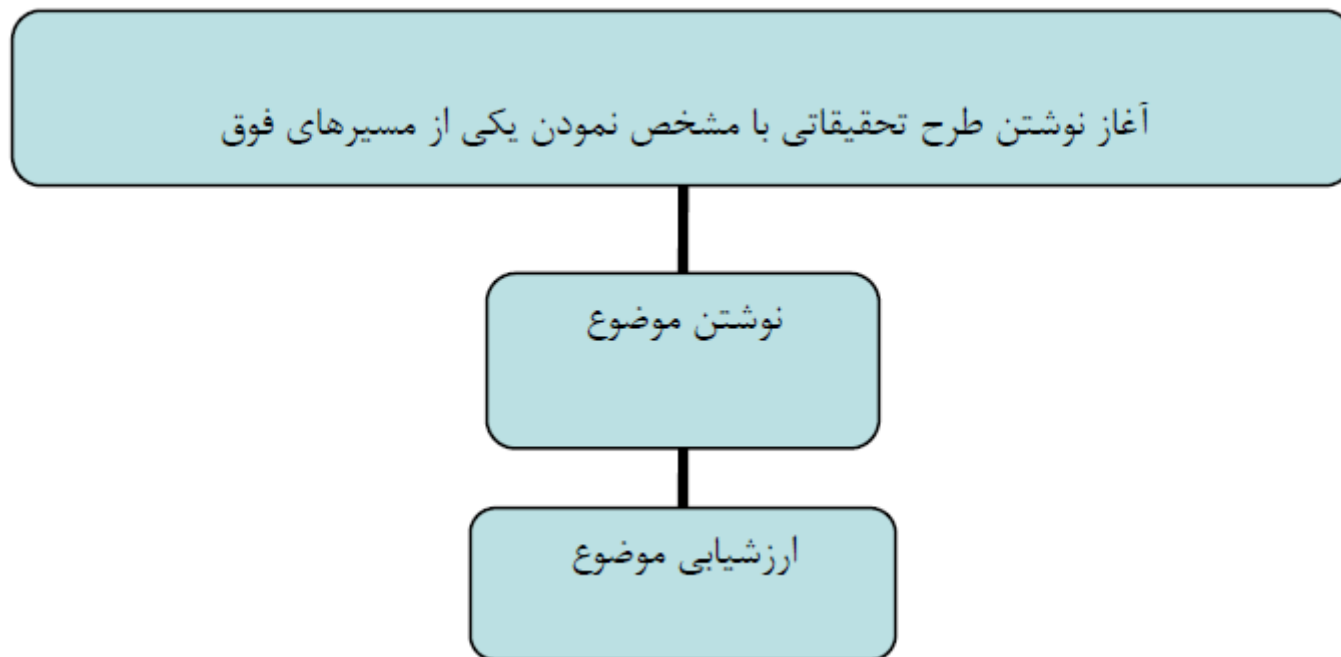 آغاز نوشتن طرح تحقیقاتی با مشخص نمودن یکی از مسیرهای فوق
نوشتن موضوع
ارزشیابی موضوع